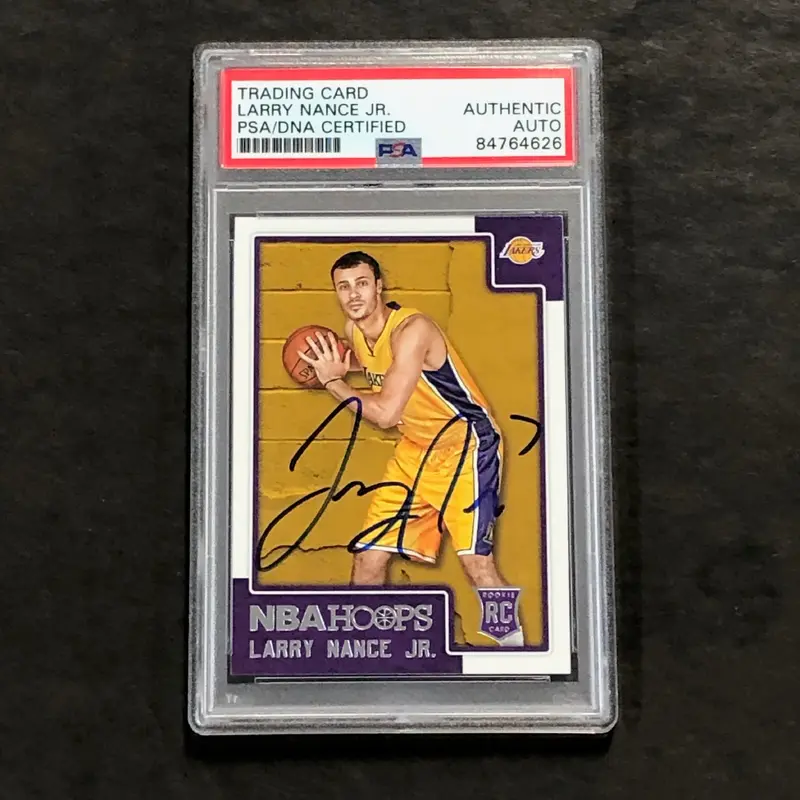 TRADING CARD
LARRY NANCE JR.
PSA/DNA CERTIFIED
AUTHENTIC
AUTO
84764626
PSA
LAKERS
NBA HOOPS
LARRY NANCE JR.
ROOKIE
RC
CARD